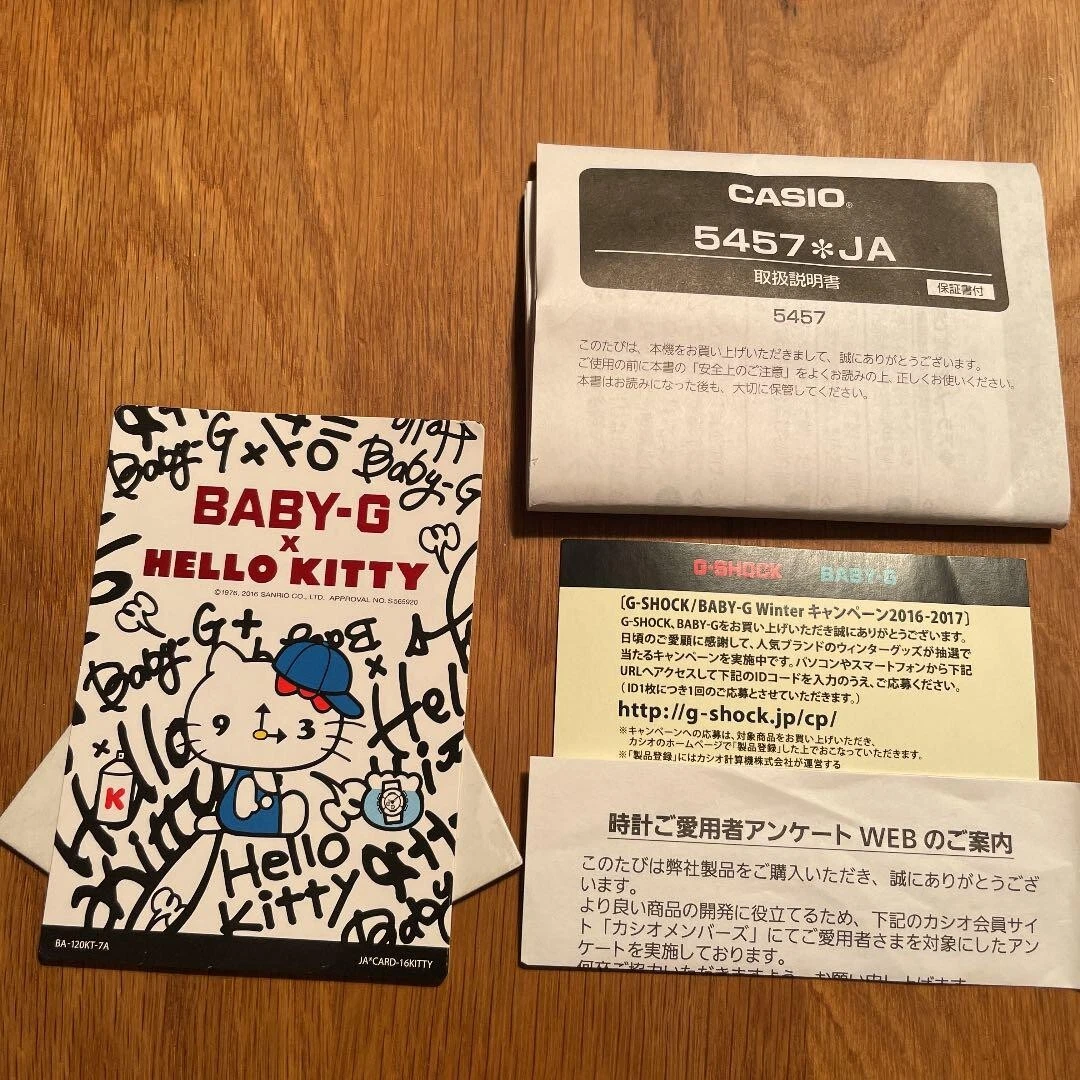 CASIO®
5457*JA
取扱説明書
保証書付
5457
このたびは、本機をお買い上げいただきまして、誠にありがとうございます。
ご使用の前に本書の「安全上のご注意」をよくお読みの上、正しくお使いください。
本書はお読みになった後も、大切に保管してください。
Baby-G
Baby-G
BABY-G
x
HELLO KITTY
©1976, 2016 SANRIO CO., LTD. APPROVAL NO. S565920
Baby-G+
9
3
K
Hello
Kitty
BA-120KT-7A
JA*CARD-16KITTY
G-SHOCK BABY-G
〔G-SHOCK/BABY-G Winter キャンペーン2016-2017〕
G-SHOCK、BABY-Gをお買い上げいただき誠にありがとうございます。
日頃のご愛顧に感謝して、人気ブランドのウィンターグッズが抽選で
当たるキャンペーンを実施中です。パソコンやスマートフォンから下記
URLへアクセスして下記のIDコードを入力のうえ、ご応募ください。
（ID1枚につき1回のご応募とさせていただきます。）
http://g-shock.jp/cp/
※キャンペーンへの応募は、対象商品をお買い上げいただき、
カシオのホームページで「製品登録」した上でおこなっていただきます。
※「製品登録」にはカシオ計算機株式会社が運営する
時計ご愛用者アンケート WEB のご案内
このたびは弊社製品をご購入いただき、誠にありがとうござ
います。
より良い商品の開発に役立てるため、下記のカシオ会員サイ
ト「カシオメンバーズ」にてご愛用者さまを対象にしたアン
ケートを実施しております。